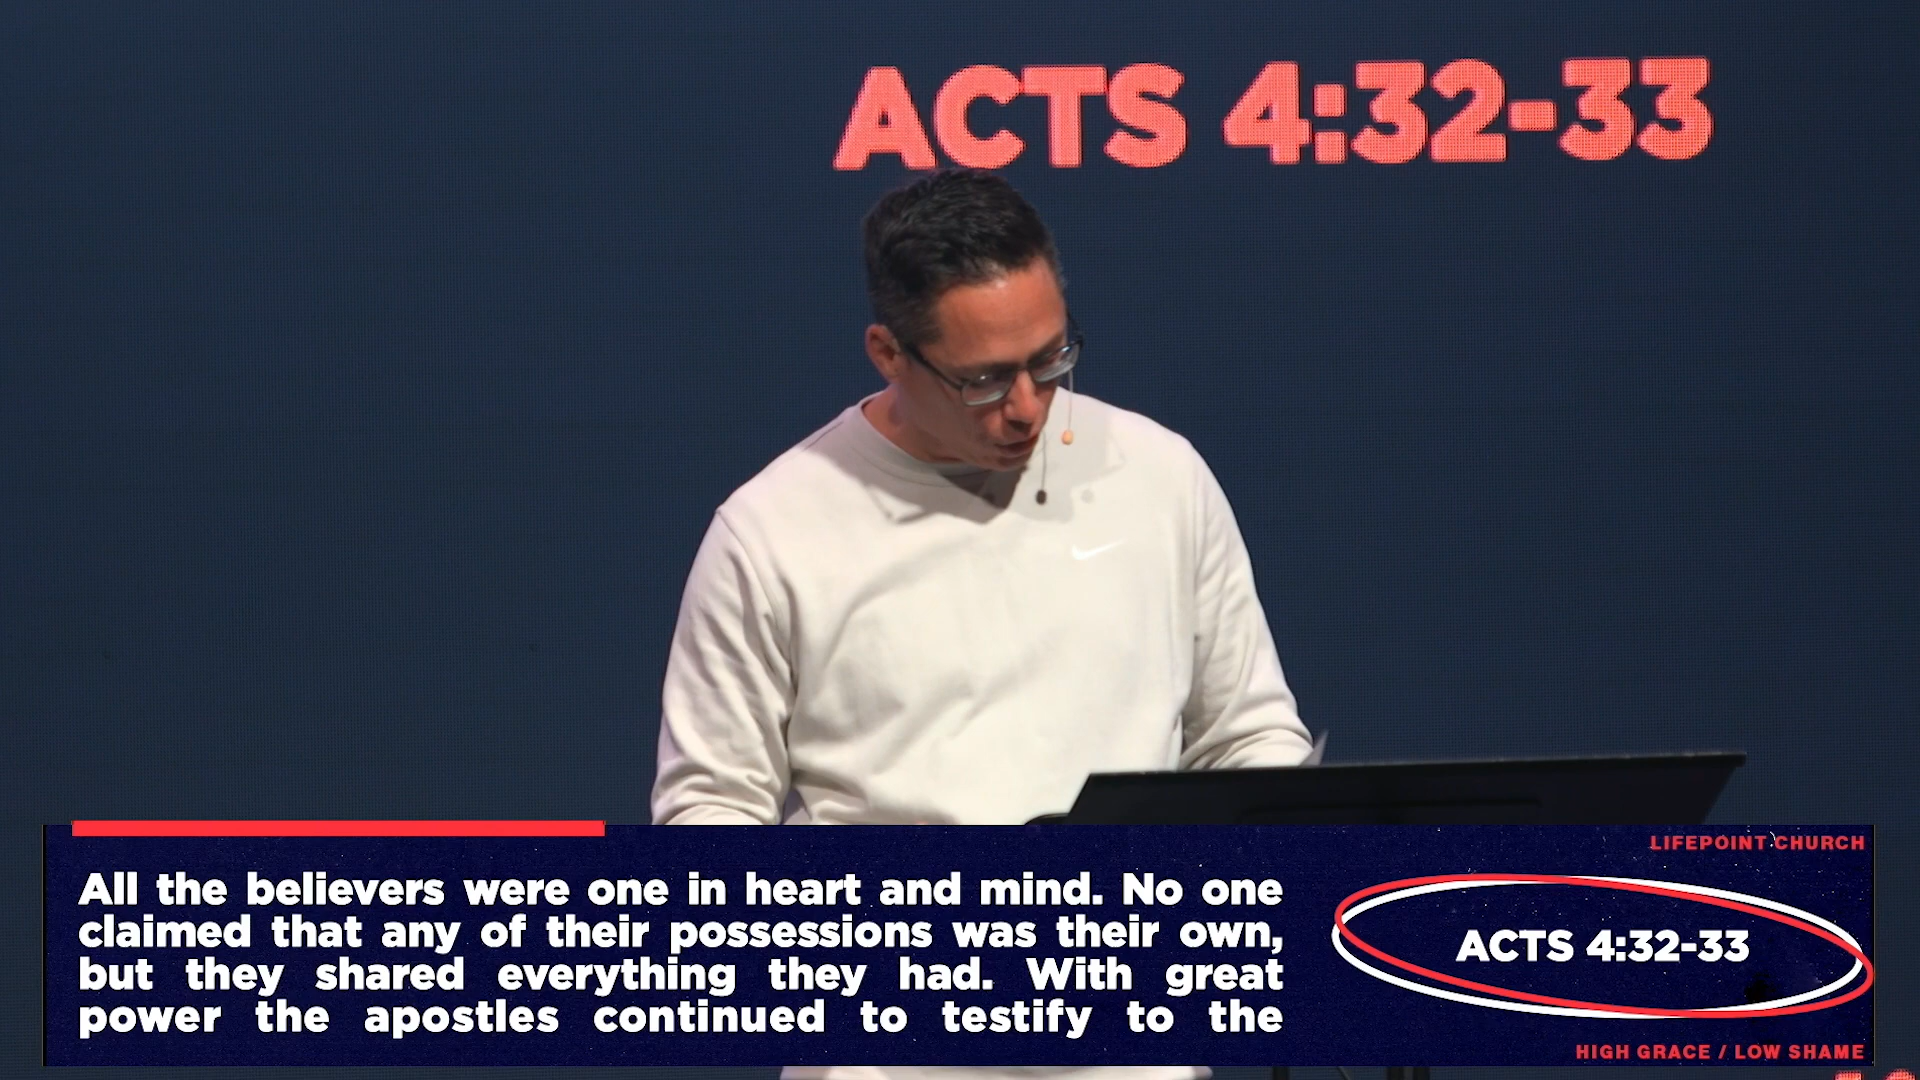 ACTS 4:32-33
LIFEPOINT CHURCH
All the believers were one in heart and mind. No one
claimed that any of their possessions was their own,
but they shared everything they had. With great
power the apostles continued to testify to the
ACTS 4:32-33
HIGH GRACE / LOW SHAME